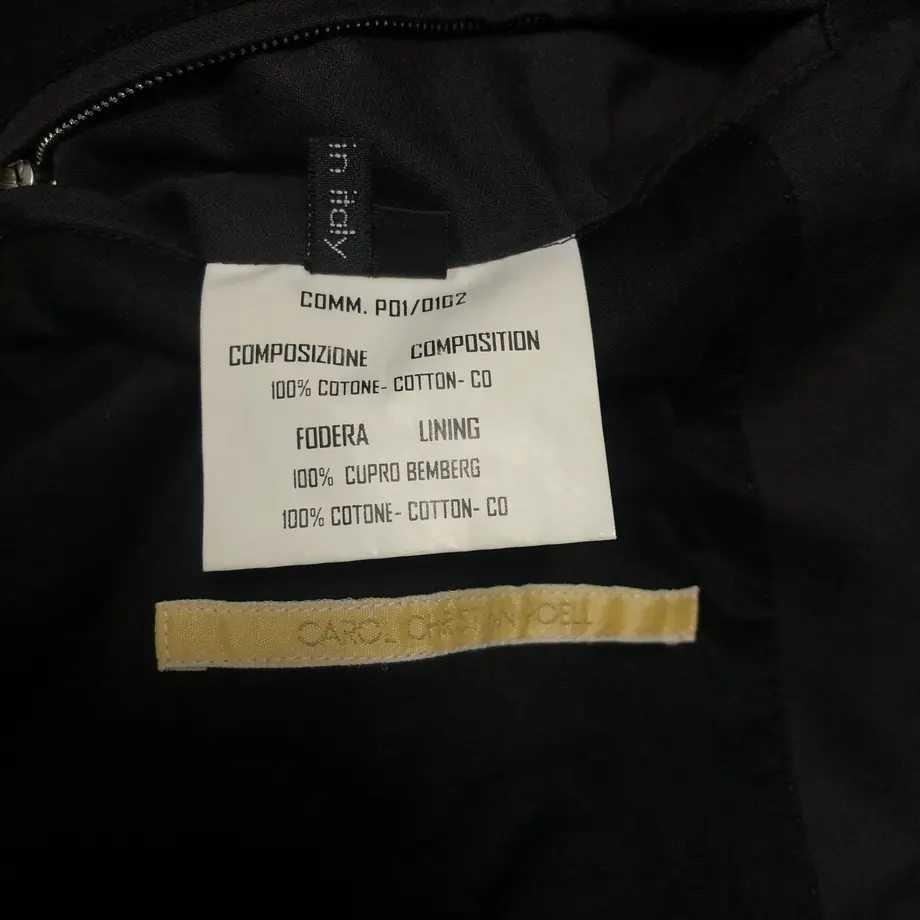 in italy
COMM. P01/0102
COMPOSIZIONE COMPOSITION
100% COTONE- COTTON- CO
FODERA LINING
100% CUPRO BEMBERG
100% COTONE- COTTON- CO
CAROL CHRISTIAN POELL